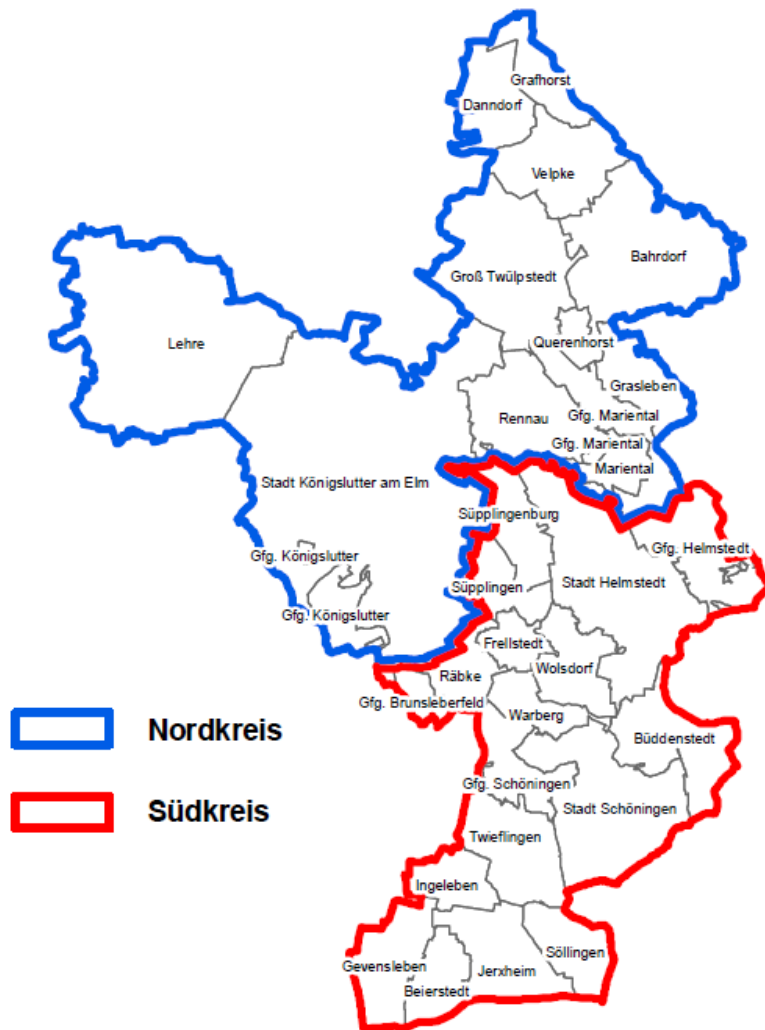 Grafhorst
Danndorf
Velpke
Bahrdorf
Groß Twülpstedt
Lehre
Querenhorst
Grasleben
Rennau
Gfg. Mariental
Gfg. Mariental
Mariental
Stadt Königslutter am Elm
Süpplingenburg
Gfg. Helmstedt
Gfg. Königslutter
Süpplingen
Stadt Helmstedt
Gfg. Königslutter
Frellstedt
Wolsdorf
Räbke
Gfg. Brunsleberfeld
Warberg
Nordkreis
Büddenstedt
Gfg. Schöningen
Stadt Schöningen
Südkreis
Twieflingen
Ingeleben
Söllingen
Gevensleben
Jerxheim
Beierstedt